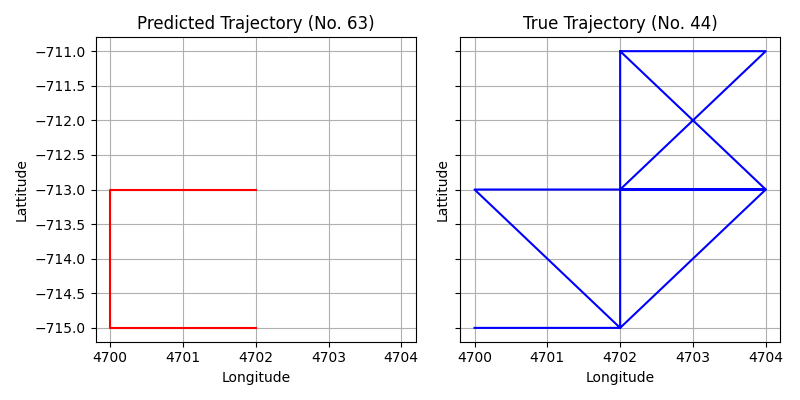 Predicted Trajectory (No. 63)
True Trajectory (No. 44)
−711.0
−711.5
−712.0
−712.5
−713.0
−713.5
−714.0
−714.5
−715.0
Lattitude
Lattitude
4700 4701 4702 4703 4704
4700 4701 4702 4703 4704
Longitude
Longitude